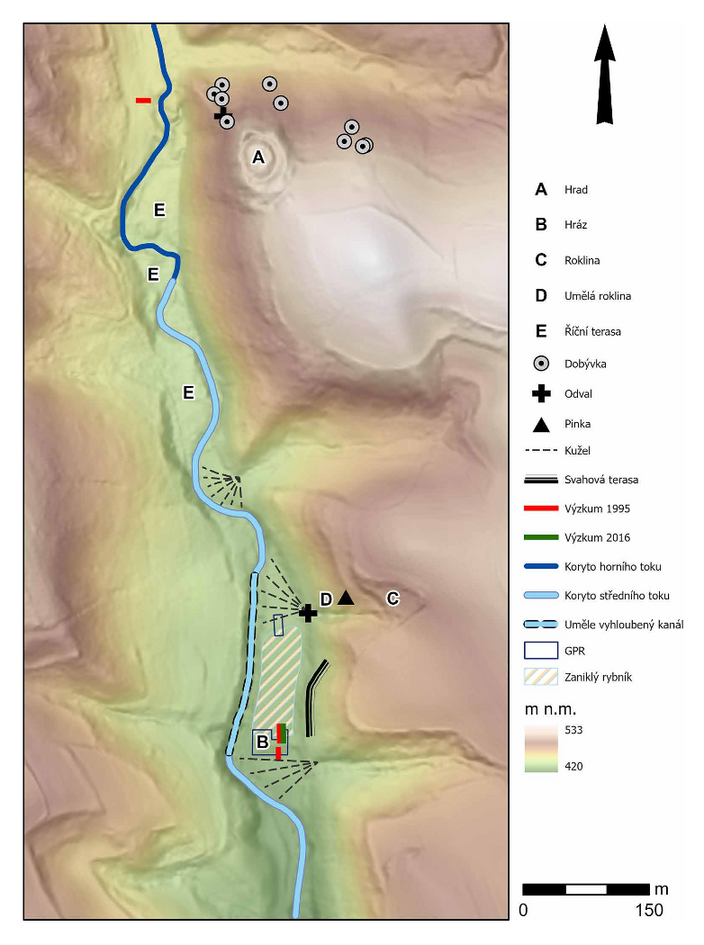 A
E
E
E
D
C
B
A Hrad
B Hráz
C Roklina
D Umělá roklina
E Říční terasa
Dobývka
Odval
Pinka
Kužel
Svahová terasa
Výzkum 1995
Výzkum 2016
Koryto horního toku
Koryto středního toku
Uměle vyhloubený kanál
GPR
Zaniklý rybník
m n.m.
533
420
m
0 150